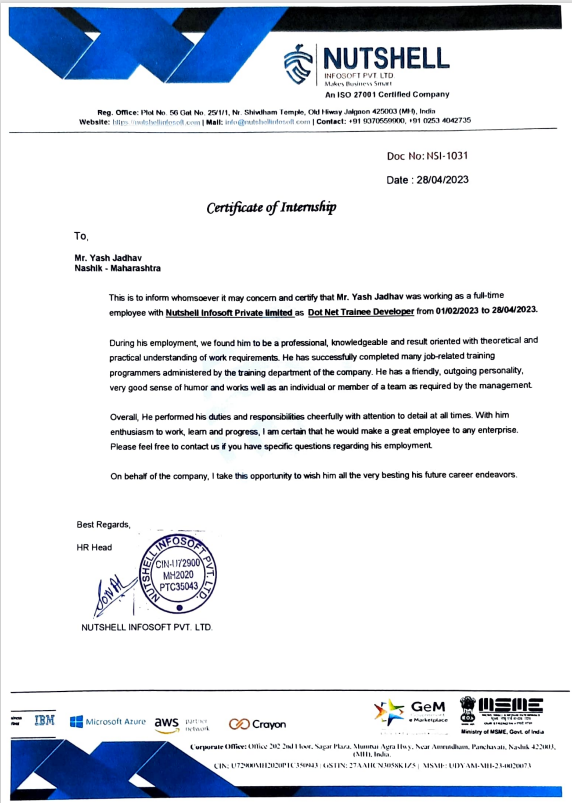 NUTSHELL
INFOSOFT PVT. LTD.
Makes Business Smart
An ISO 27001 Certified Company
Reg. Office: Plot No. 56 Gat No. 25/1/1, Nr. Shivdham Temple, Old Hiway Jalgaon 425003 (MH), India
Website: https://nutshellinfosoft.com | Mail: info@nutshellinfosoft.com | Contact: +91 9370559900, +91 0253 4042735
Doc No: NSI-1031
Date : 28/04/2023
Certificate of Internship
To,
Mr. Yash Jadhav
Nashik - Maharashtra
This is to inform whomsoever it may concern and certify that Mr. Yash Jadhav was working as a full-time
employee with Nutshell Infosoft Private limited as Dot Net Trainee Developer from 01/02/2023 to 28/04/2023.
During his employment, we found him to be a professional, knowledgeable and result oriented with theoretical and
practical understanding of work requirements. He has successfully completed many job-related training
programmers administered by the training department of the company. He has a friendly, outgoing personality,
very good sense of humor and works well as an individual or member of a team as required by the management.
Overall, He performed his duties and responsibilities cheerfully with attention to detail at all times. With him
enthusiasm to work, learn and progress, I am certain that he would make a great employee to any enterprise.
Please feel free to contact us if you have specific questions regarding his employment.
On behalf of the company, I take this opportunity to wish him all the very besting his future career endeavors.
Best Regards,
HR Head
NUTSHELL INFOSOFT PVT. LTD.
CIN-U72900
MH2020
PTC35043
NUTSHELL INFOSOFT PVT. LTD.
IBM
Microsoft Azure
aws partner network
Crayon
GeM
e Marketplace
MSME
Ministry of MSME, Govt. of India
Corporate Office: Office 202 2nd Floor, Sagar Plaza, Mumbai Agra Hwy, Near Amrutdham, Panchavati, Nashik 422003,
(MH), India.
CIN: U72900MH2020PTC350943 | GSTIN: 27AAHCN3058K1Z5 | MSME: UDYAM-MH-23-0020073